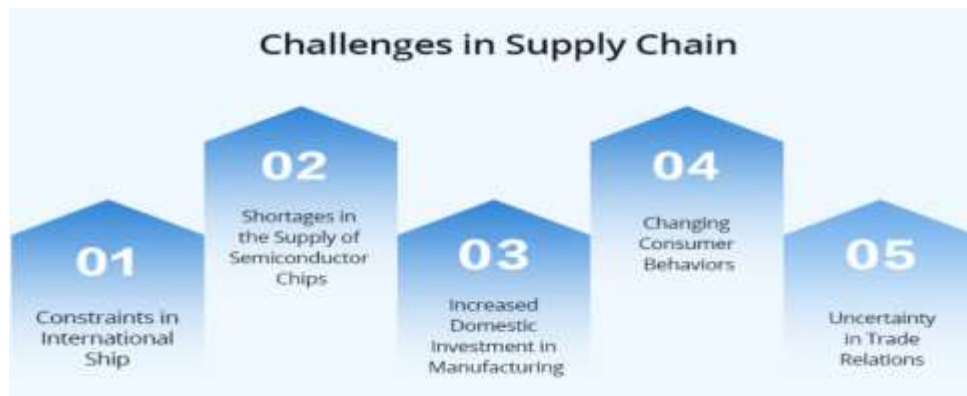 Challenges in Supply Chain
01
Constraints in
International
Ship
02
Shortages in
the Supply of
Semiconductor
Chips
03
Increased
Domestic
Investment in
Manufacturing
04
Changing
Consumer
Behaviors
05
Uncertainty
in Trade
Relations